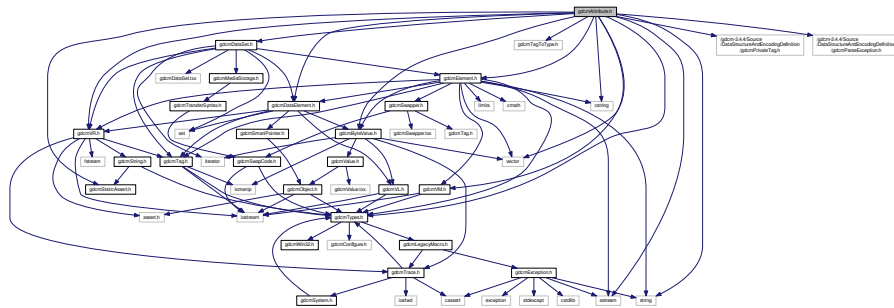 gdcmAttribute.h
gdcmDataSet.h
gdcmTagToType.h
/gdcm-2.4.4/Source
/DataStructureAndEncodingDefinition
/gdcmPrivateTag.h
/gdcm-2.4.4/Source
/DataStructureAndEncodingDefinition
/gdcmParseException.h
gdcmDataSet.txx
gdcmMediaStorage.h
gdcmElement.h
gdcmTransferSyntax.h
gdcmDataElement.h
gdcmSwapper.h
limits
cmath
cstring
gdcmVR.h
set
gdcmSmartPointer.h
gdcmByteValue.h
gdcmSwapper.txx
gdcmTag.h
fstream
gdcmString.h
gdcmTag.h
iterator
gdcmSwapCode.h
gdcmValue.h
vector
gdcmStaticAssert.h
iomanip
gdcmObject.h
gdcmValue.txx
gdcmVL.h
gdcmVM.h
assert.h
iostream
gdcmTypes.h
gdcmWin32.h
gdcmConfigure.h
gdcmLegacyMacro.h
gdcmTrace.h
gdcmException.h
gdcmSystem.h
iosfwd
cassert
exception
stdexcept
cstdlib
sstream
string